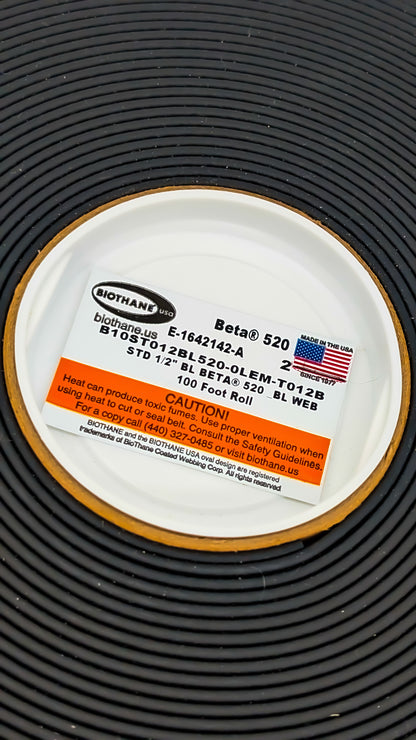 BIOTHANE usa
biothane.us
Beta® 520
MADE IN THE USA
E-1642142-A
2
SINCE 1977
B10ST012BL520-0LEM-T012B
STD 1/2" BL BETA® 520 _BL WEB
100 Foot Roll
CAUTION!
Heat can produce toxic fumes. Use proper ventilation when
using heat to cut or seal belt. Consult the Safety Guidelines.
For a copy call (440) 327-0485 or visit biothane.us
BIOTHANE and the BIOTHANE USA oval design are registered
trademarks of BioThane Coated Webbing Corp. All rights reserved.